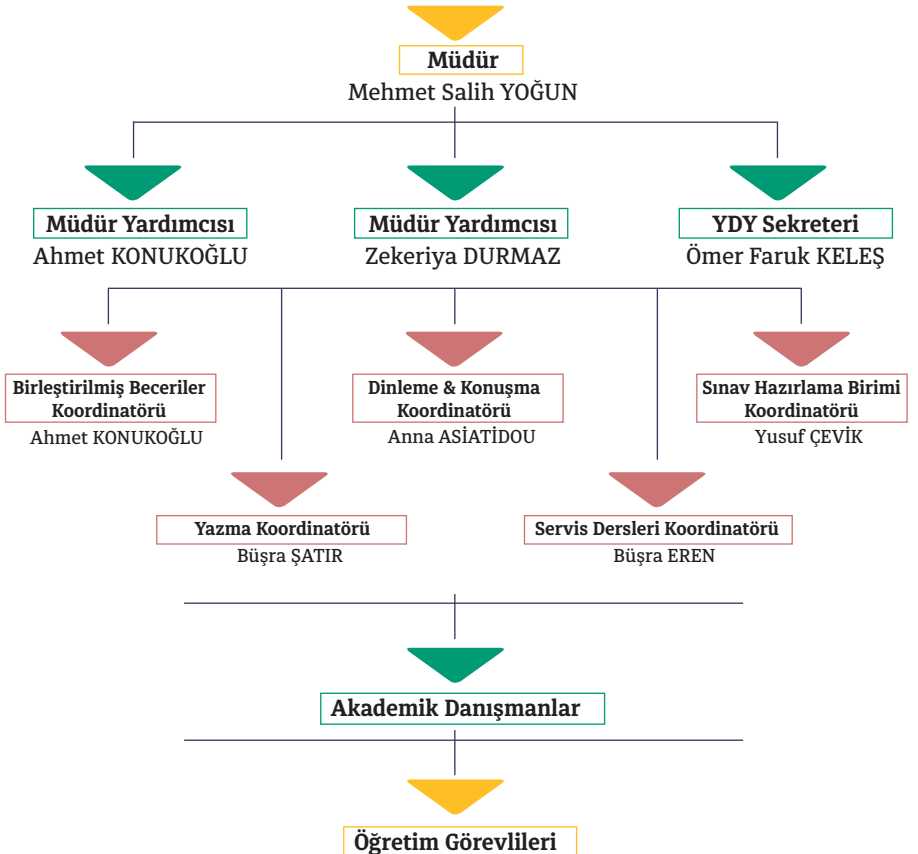 Müdür
Mehmet Salih YOĞUN
Müdür Yardımcısı
Ahmet KONUKOĞLU
Müdür Yardımcısı
Zekeriya DURMAZ
YDY Sekreteri
Ömer Faruk KELEŞ
Birleştirilmiş Beceriler
Koordinatörü
Ahmet KONUKOĞLU
Dinleme & Konuşma
Koordinatörü
Anna ASİATİDOU
Sınav Hazırlama Birimi
Koordinatörü
Yusuf ÇEVİK
Yazma Koordinatörü
Büşra ŞATIR
Servis Dersleri Koordinatörü
Büşra EREN
Akademik Danışmanlar
Öğretim Görevlileri